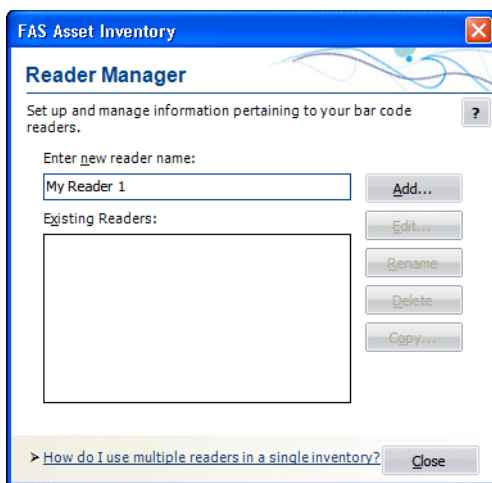 FAS Asset Inventory
Reader Manager
Set up and manage information pertaining to your bar code
readers.
?
Enter new reader name:
My Reader 1
Add...
Existing Readers:
Edit...
Rename
Delete
Copy...
➤ How do I use multiple readers in a single inventory?
Close